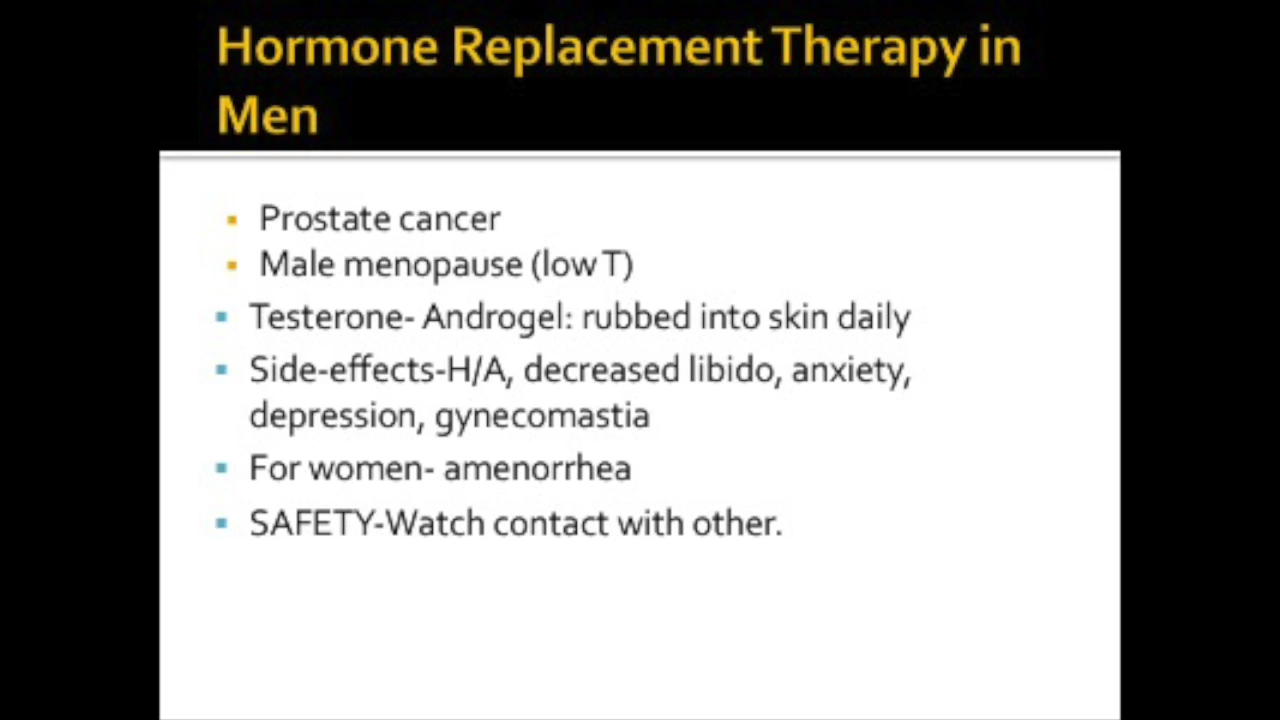 Hormone Replacement Therapy in
Men
Prostate cancer
Male menopause (low T)
Testerone- Androgel: rubbed into skin daily
Side-effects-H/A, decreased libido, anxiety,
depression, gynecomastia
For women- amenorrhea
SAFETY-Watch contact with other.